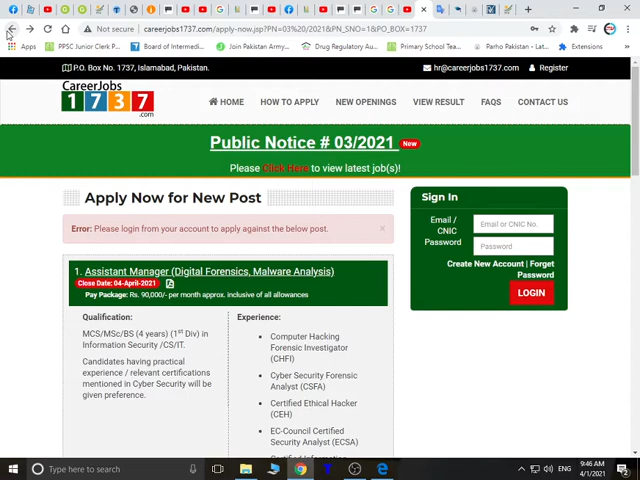 Not secure | careerjobs1737.com/apply-now.jsp?PN=03%20/2021&PN_SNO=1&PO_BOX=1737
Apps
PPSC Junior Clerk P...
Board of Intermedi...
Join Pakistan Army...
Drug Regulatory Au...
Primary School Tea...
Parho Pakistan - Lat...
Extensions
P.O. Box No. 1737, Islamabad, Pakistan.
hr@careerjobs1737.com
Register
CareerJobs
1737
.com
HOME
HOW TO APPLY
NEW OPENINGS
VIEW RESULT
FAQS
CONTACT US
Public Notice # 03/2021 New
Please Click Here to view latest job(s)!
Apply Now for New Post
Error: Please login from your account to apply against the below post. ×
1. Assistant Manager (Digital Forensics, Malware Analysis)
Close Date: 04-April-2021
Pay Package: Rs. 90,000/- per month approx. inclusive of all allowances
Qualification:
MCS/MSc/BS (4 years) (1st Div) in
Information Security /CS/IT.
Candidates having practical
experience / relevant certifications
mentioned in Cyber Security will be
given preference.
Experience:
Computer Hacking
Forensic Investigator
(CHFI)
Cyber Security Forensic
Analyst (CSFA)
Certified Ethical Hacker
(CEH)
EC-Council Certified
Security Analyst (ECSA)
Certified Information
Sign In
Email /
CNIC
Email or CNIC No.
Password
Password
Create New Account | Forget
Password
LOGIN
Type here to search
ENG
9:46 AM
4/1/2021